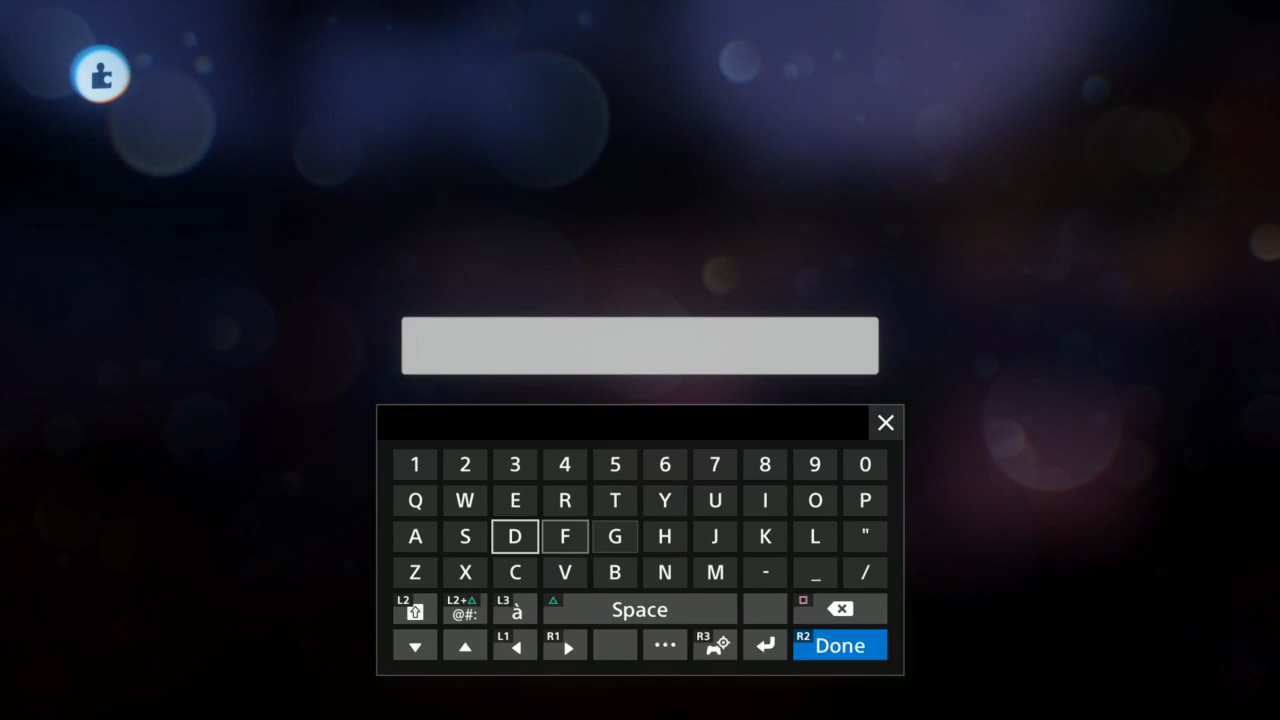 1 2 3 4 5 6 7 8 9 0
Q W E R T Y U I O P
A S D F G H J K L "
Z X C V B N M - _ /
L2 L2+△ @#: L3 à △ Space
L1 R1 ... R3 R2 Done